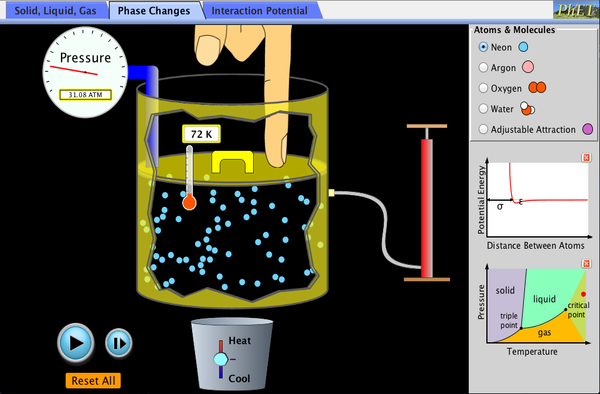 Solid, Liquid, Gas
Phase Changes
Interaction Potential
PhET
Pressure
31.08 ATM
72 K
Heat
Cool
Reset All
Atoms & Molecules
Neon
Argon
Oxygen
Water
Adjustable Attraction
Potential Energy
σ
ε
Distance Between Atoms
Pressure
solid
liquid
critical
point
triple
point
gas
Temperature